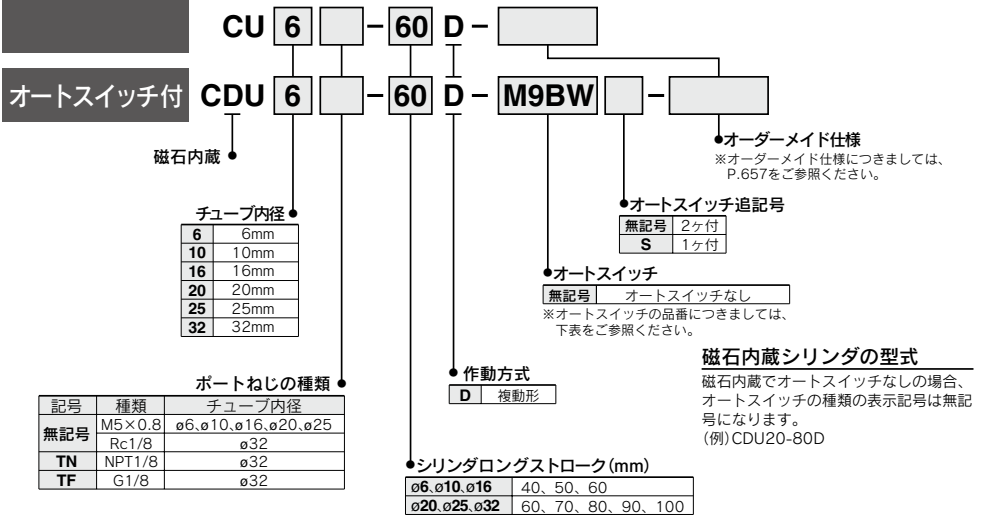 CU 6 - 60 D -
オートスイッチ付 CDU 6 - 60 D - M9BW -
磁石内蔵
オーダーメイド仕様
※オーダーメイド仕様につきましては、
P.657をご参照ください。
チューブ内径
6 6mm
10 10mm
16 16mm
20 20mm
25 25mm
32 32mm
オートスイッチ追記号
無記号 2ヶ付
S 1ヶ付
オートスイッチ
無記号 オートスイッチなし
※オートスイッチの品番につきましては、
下表をご参照ください。
磁石内蔵シリンダの型式
磁石内蔵でオートスイッチなしの場合、
オートスイッチの種類の表示記号は無記
号になります。
(例)CDU20-80D
ポートねじの種類
記号 種類 チューブ内径
無記号 M5×0.8 ø6、ø10、ø16、ø20、ø25
Rc1/8 ø32
TN NPT1/8 ø32
TF G1/8 ø32
作動方式
D 複動形
シリンダロングストローク(mm)
ø6、ø10、ø16 40、50、60
ø20、ø25、ø32 60、70、80、90、100